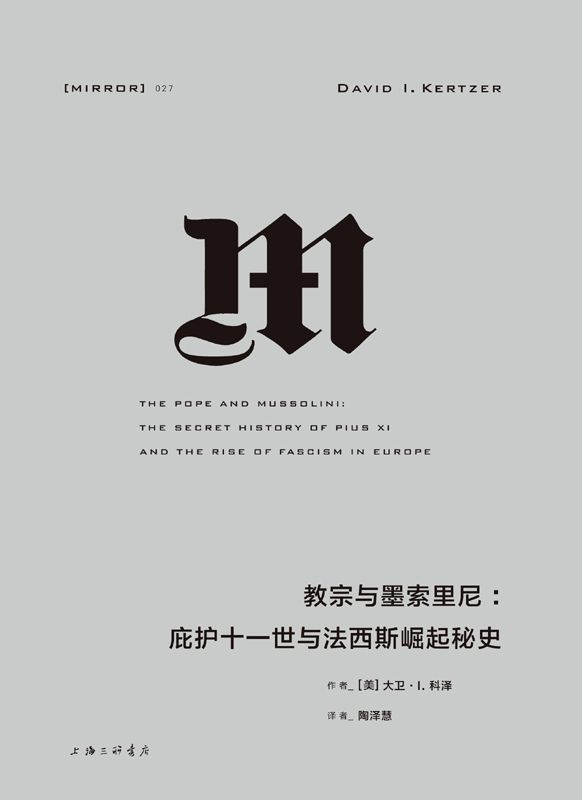 [MIRROR] 027
DAVID I. KERTZER
M
THE POPE AND MUSSOLINI:
THE SECRET HISTORY OF PIUS XI
AND THE RISE OF FASCISM IN EUROPE
教宗与墨索里尼：
庇护十一世与法西斯崛起秘史
作者_ [美] 大卫·I. 科泽
译者_ 陶泽慧
上海三联书店